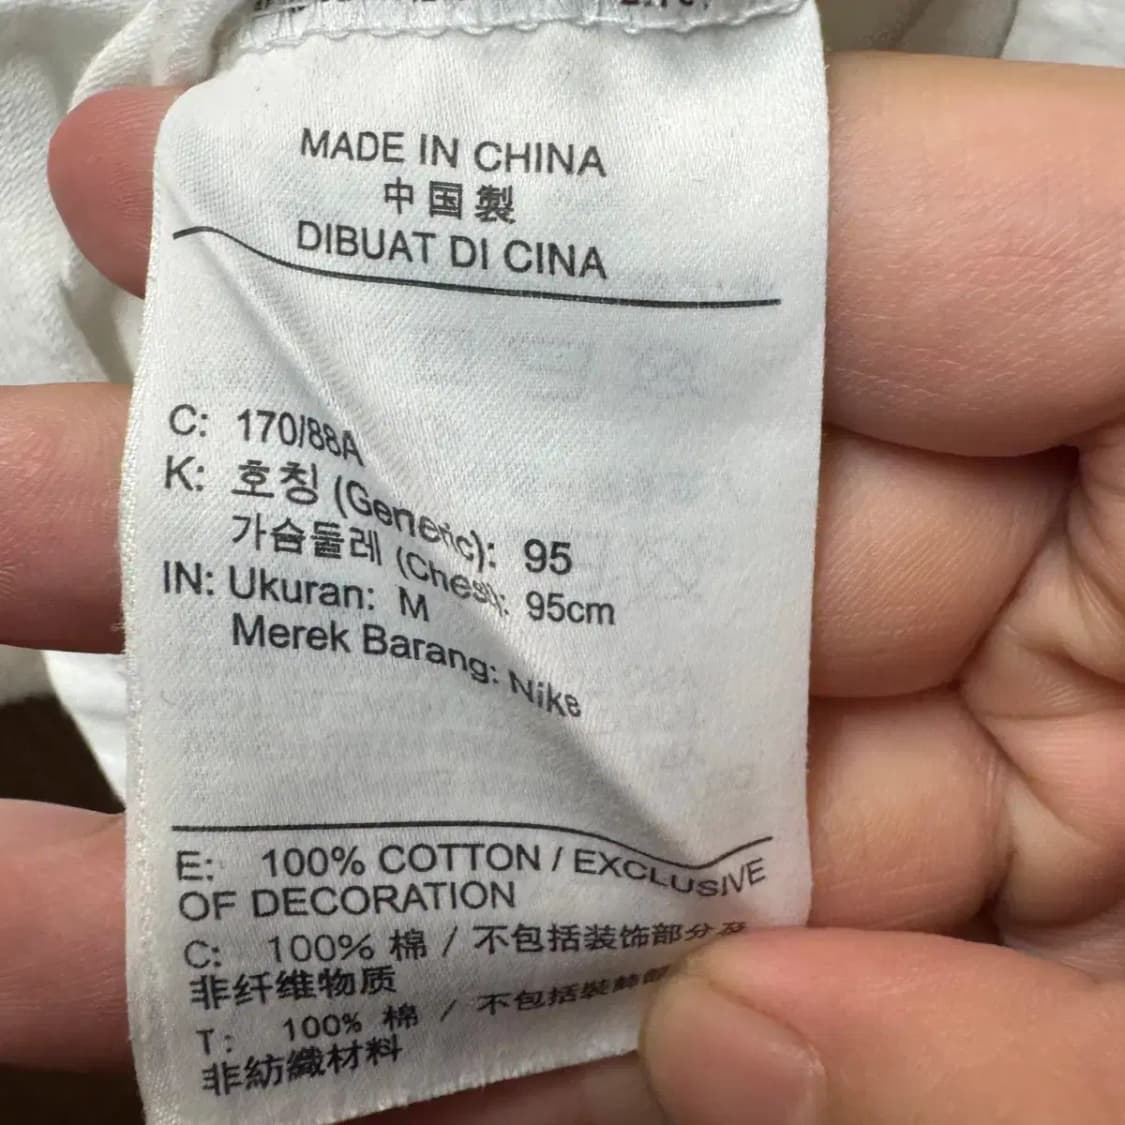 MADE IN CHINA
中国製
DIBUAT DI CINA
C: 170/88A
K: 호칭 (Generic): 95
가슴둘레 (Chest): 95cm
IN: Ukuran: M
Merek Barang: Nike
E: 100% COTTON / EXCLUSIVE
OF DECORATION
C: 100% 棉 / 不包括装饰部分及
非纤维物质
T: 100% 棉 / 不包括裝飾
非紡織材料